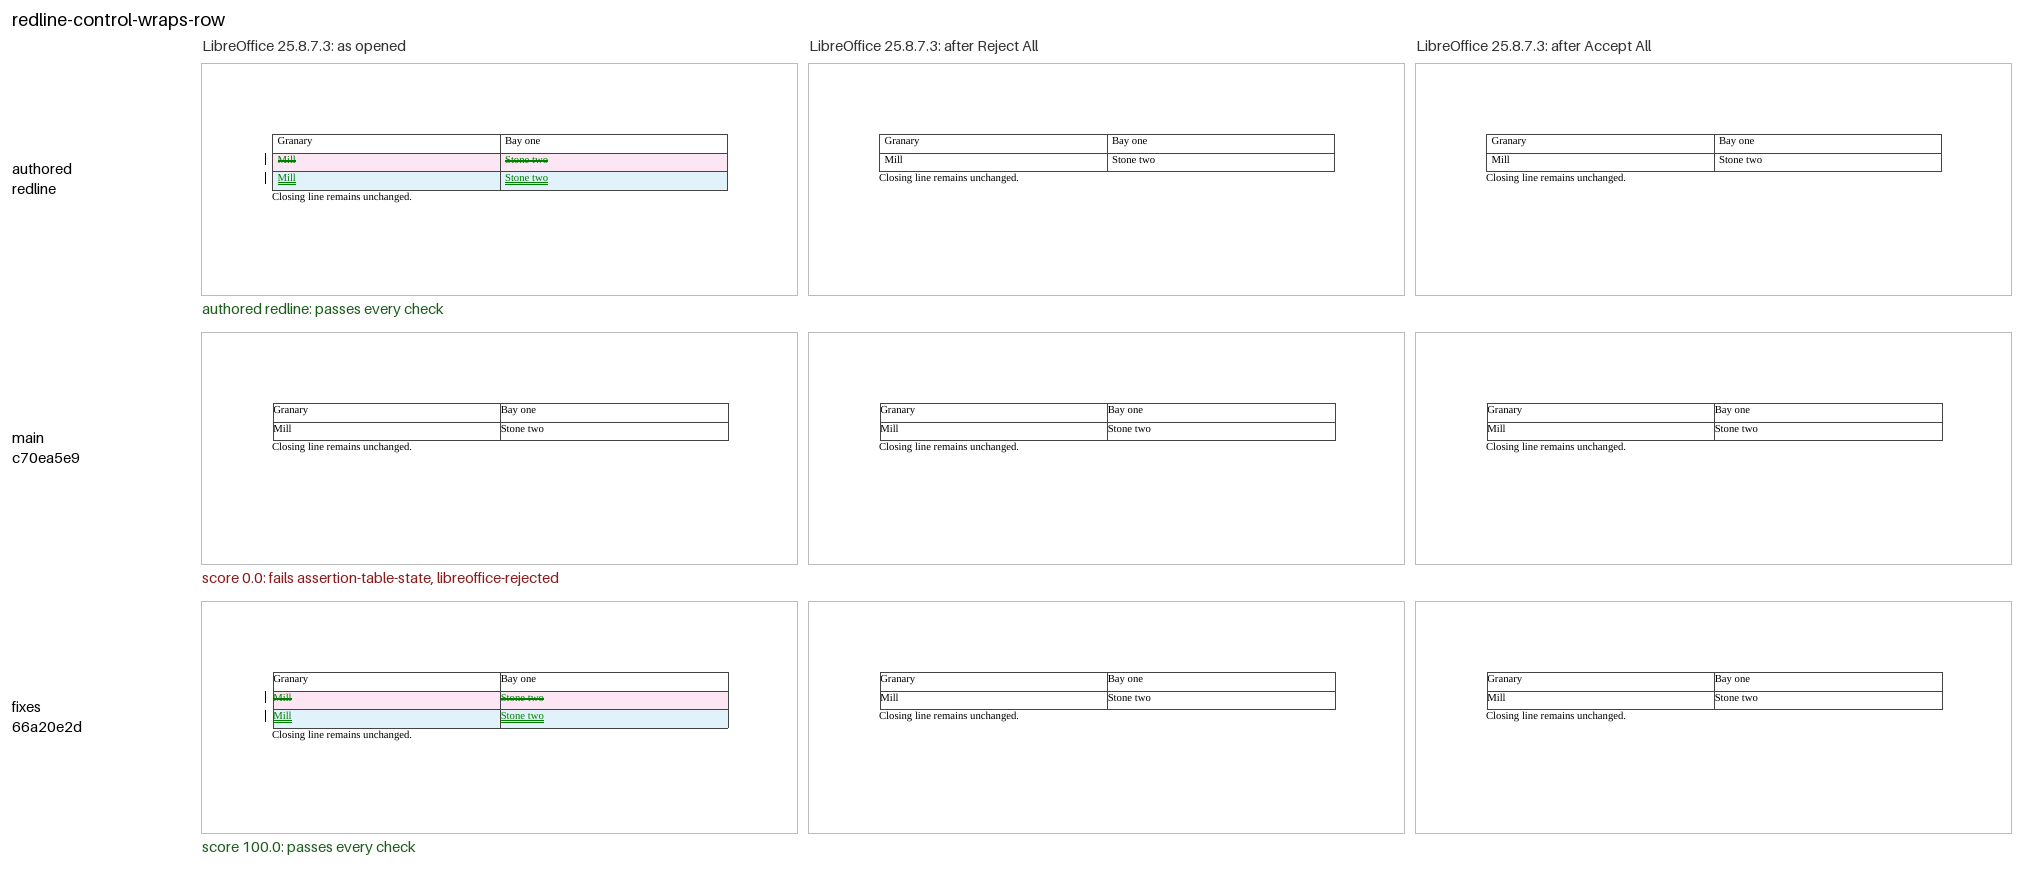 redline-control-wraps-row
LibreOffice 25.8.7.3: as opened
LibreOffice 25.8.7.3: after Reject All
LibreOffice 25.8.7.3: after Accept All
authored
redline
Granary Bay one
Mill Stone two
Mill Stone two
Closing line remains unchanged.
Granary Bay one
Mill Stone two
Closing line remains unchanged.
Granary Bay one
Mill Stone two
Closing line remains unchanged.
authored redline: passes every check
main
c70ea5e9
Granary Bay one
Mill Stone two
Closing line remains unchanged.
Granary Bay one
Mill Stone two
Closing line remains unchanged.
Granary Bay one
Mill Stone two
Closing line remains unchanged.
score 0.0: fails assertion-table-state, libreoffice-rejected
fixes
66a20e2d
Granary Bay one
Mill Stone two
Mill Stone two
Closing line remains unchanged.
Granary Bay one
Mill Stone two
Closing line remains unchanged.
Granary Bay one
Mill Stone two
Closing line remains unchanged.
score 100.0: passes every check